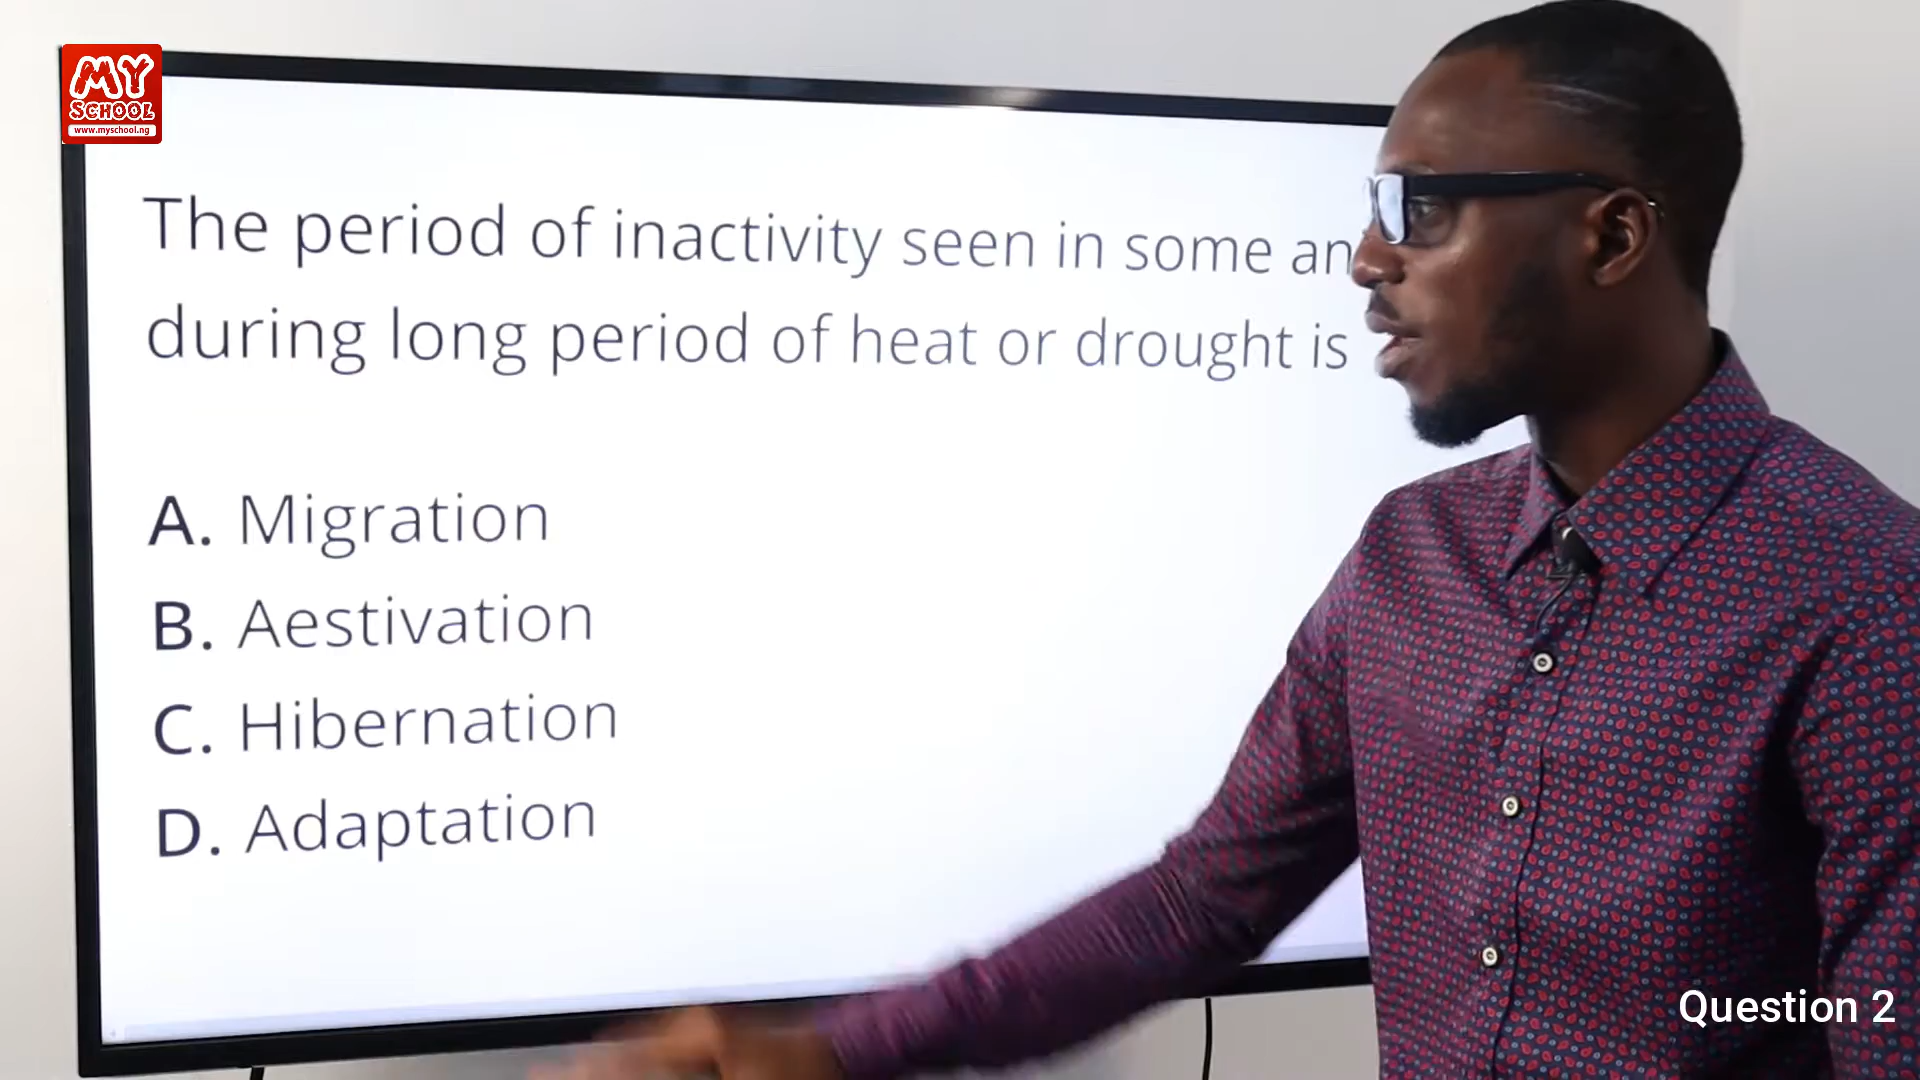 MY
SCHOOL
www.myschool.ng
The period of inactivity seen in some
during long period of heat or drought is
A. Migration
B. Aestivation
C. Hibernation
D. Adaptation
Question 2